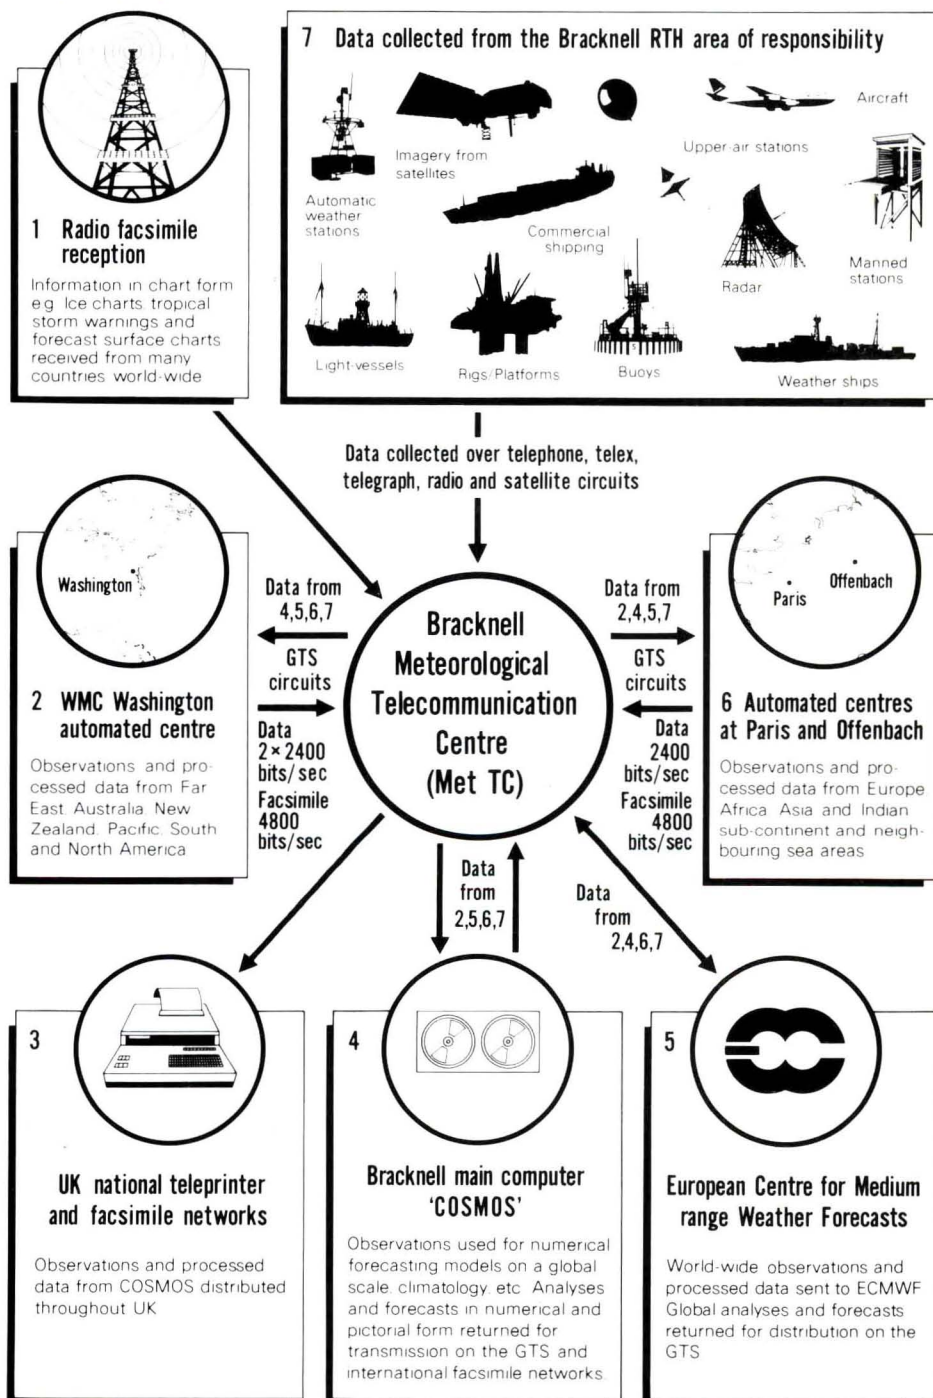 1 Radio facsimile
reception
Information in chart form
e.g. Ice charts tropical
storm warnings and
forecast surface charts
received from many
countries world-wide
7 Data collected from the Bracknell RTH area of responsibility
Automatic
weather
stations
Imagery from
satellites
Aircraft
Upper-air stations
Commercial
shipping
Radar
Manned
stations
Light-vessels
Rigs/Platforms
Buoys
Weather ships
Data collected over telephone, telex,
telegraph, radio and satellite circuits
Washington
2 WMC Washington
automated centre
Observations and pro-
cessed data from Far
East. Australia. New
Zealand. Pacific. South
and North America
Data from
4,5,6,7
GTS
circuits
Data
2 × 2400
bits/sec
Facsimile
4800
bits/sec
Bracknell
Meteorological
Telecommunication
Centre
(Met TC)
Data from
2,4,5,7
GTS
circuits
Data
2400
bits/sec
Facsimile
4800
bits/sec
Paris
Offenbach
6 Automated centres
at Paris and Offenbach
Observations and pro-
cessed data from Europe
Africa. Asia and Indian
sub-continent and neigh-
bouring sea areas
Data
from
2,5,6,7
Data
from
2,4,6,7
3
UK national teleprinter
and facsimile networks
Observations and processed
data from COSMOS distributed
throughout UK
4
Bracknell main computer
'COSMOS'
Observations used for numerical
forecasting models on a global
scale. climatology. etc Analyses
and forecasts in numerical and
pictorial form returned for
transmission on the GTS and
international facsimile networks
5
European Centre for Medium
range Weather Forecasts
World-wide observations and
processed data sent to ECMWF
Global analyses and forecasts
returned for distribution on the
GTS